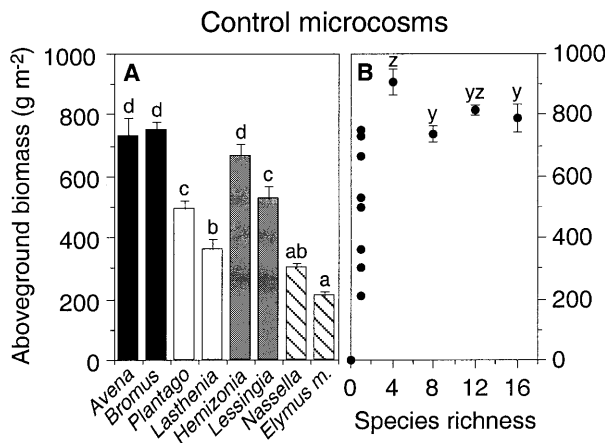 Control microcosms
Aboveground biomass (g m-2)
1000
800
600
400
200
0
A
d
d
c
b
d
c
ab
a
Avena
Bromus
Plantago
Lasthenia
Hemizonia
Lessingia
Nassella
Elymus m.
B
z
y
yz
y
1000
800
600
400
200
0
0 4 8 12 16
Species richness